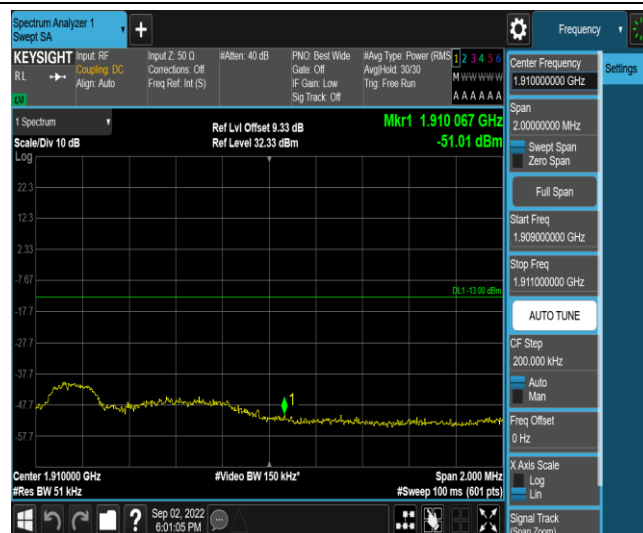 Spectrum Analyzer 1
Swept SA
+
Frequency
KEYSIGHT
RL
Input: RF
Coupling: DC
Align: Auto
Input Z: 50 Ω
Corrections: Off
Freq Ref: Int (S)
#Atten: 40 dB
PNO: Best Wide
Gate: Off
IF Gain: Low
Sig Track: Off
#Avg Type: Power (RMS
Avg|Hold: 30/30
Trig: Free Run
1 2 3 4 5 6
M W W W W W
A A A A A A
1 Spectrum
Scale/Div 10 dB
Log
Ref Lvl Offset 9.33 dB
Ref Level 32.33 dBm
Mkr1 1.910 067 GHz
-51.01 dBm
22.3
12.3
2.33
-7.67
-17.7
-27.7
-37.7
-47.7
-57.7
DL1 -13.00 dBm
1
Center 1.910000 GHz
#Res BW 51 kHz
#Video BW 150 kHz*
Span 2.000 MHz
#Sweep 100 ms (601 pts)
Sep 02, 2022
6:01:05 PM
?
Settings
Center Frequency
1.910000000 GHz
Span
2.00000000 MHz
Swept Span
Zero Span
Full Span
Start Freq
1.909000000 GHz
Stop Freq
1.911000000 GHz
AUTO TUNE
CF Step
200.000 kHz
Auto
Man
Freq Offset
0 Hz
X Axis Scale
Log
Lin
Signal Track
(Span Zoom)